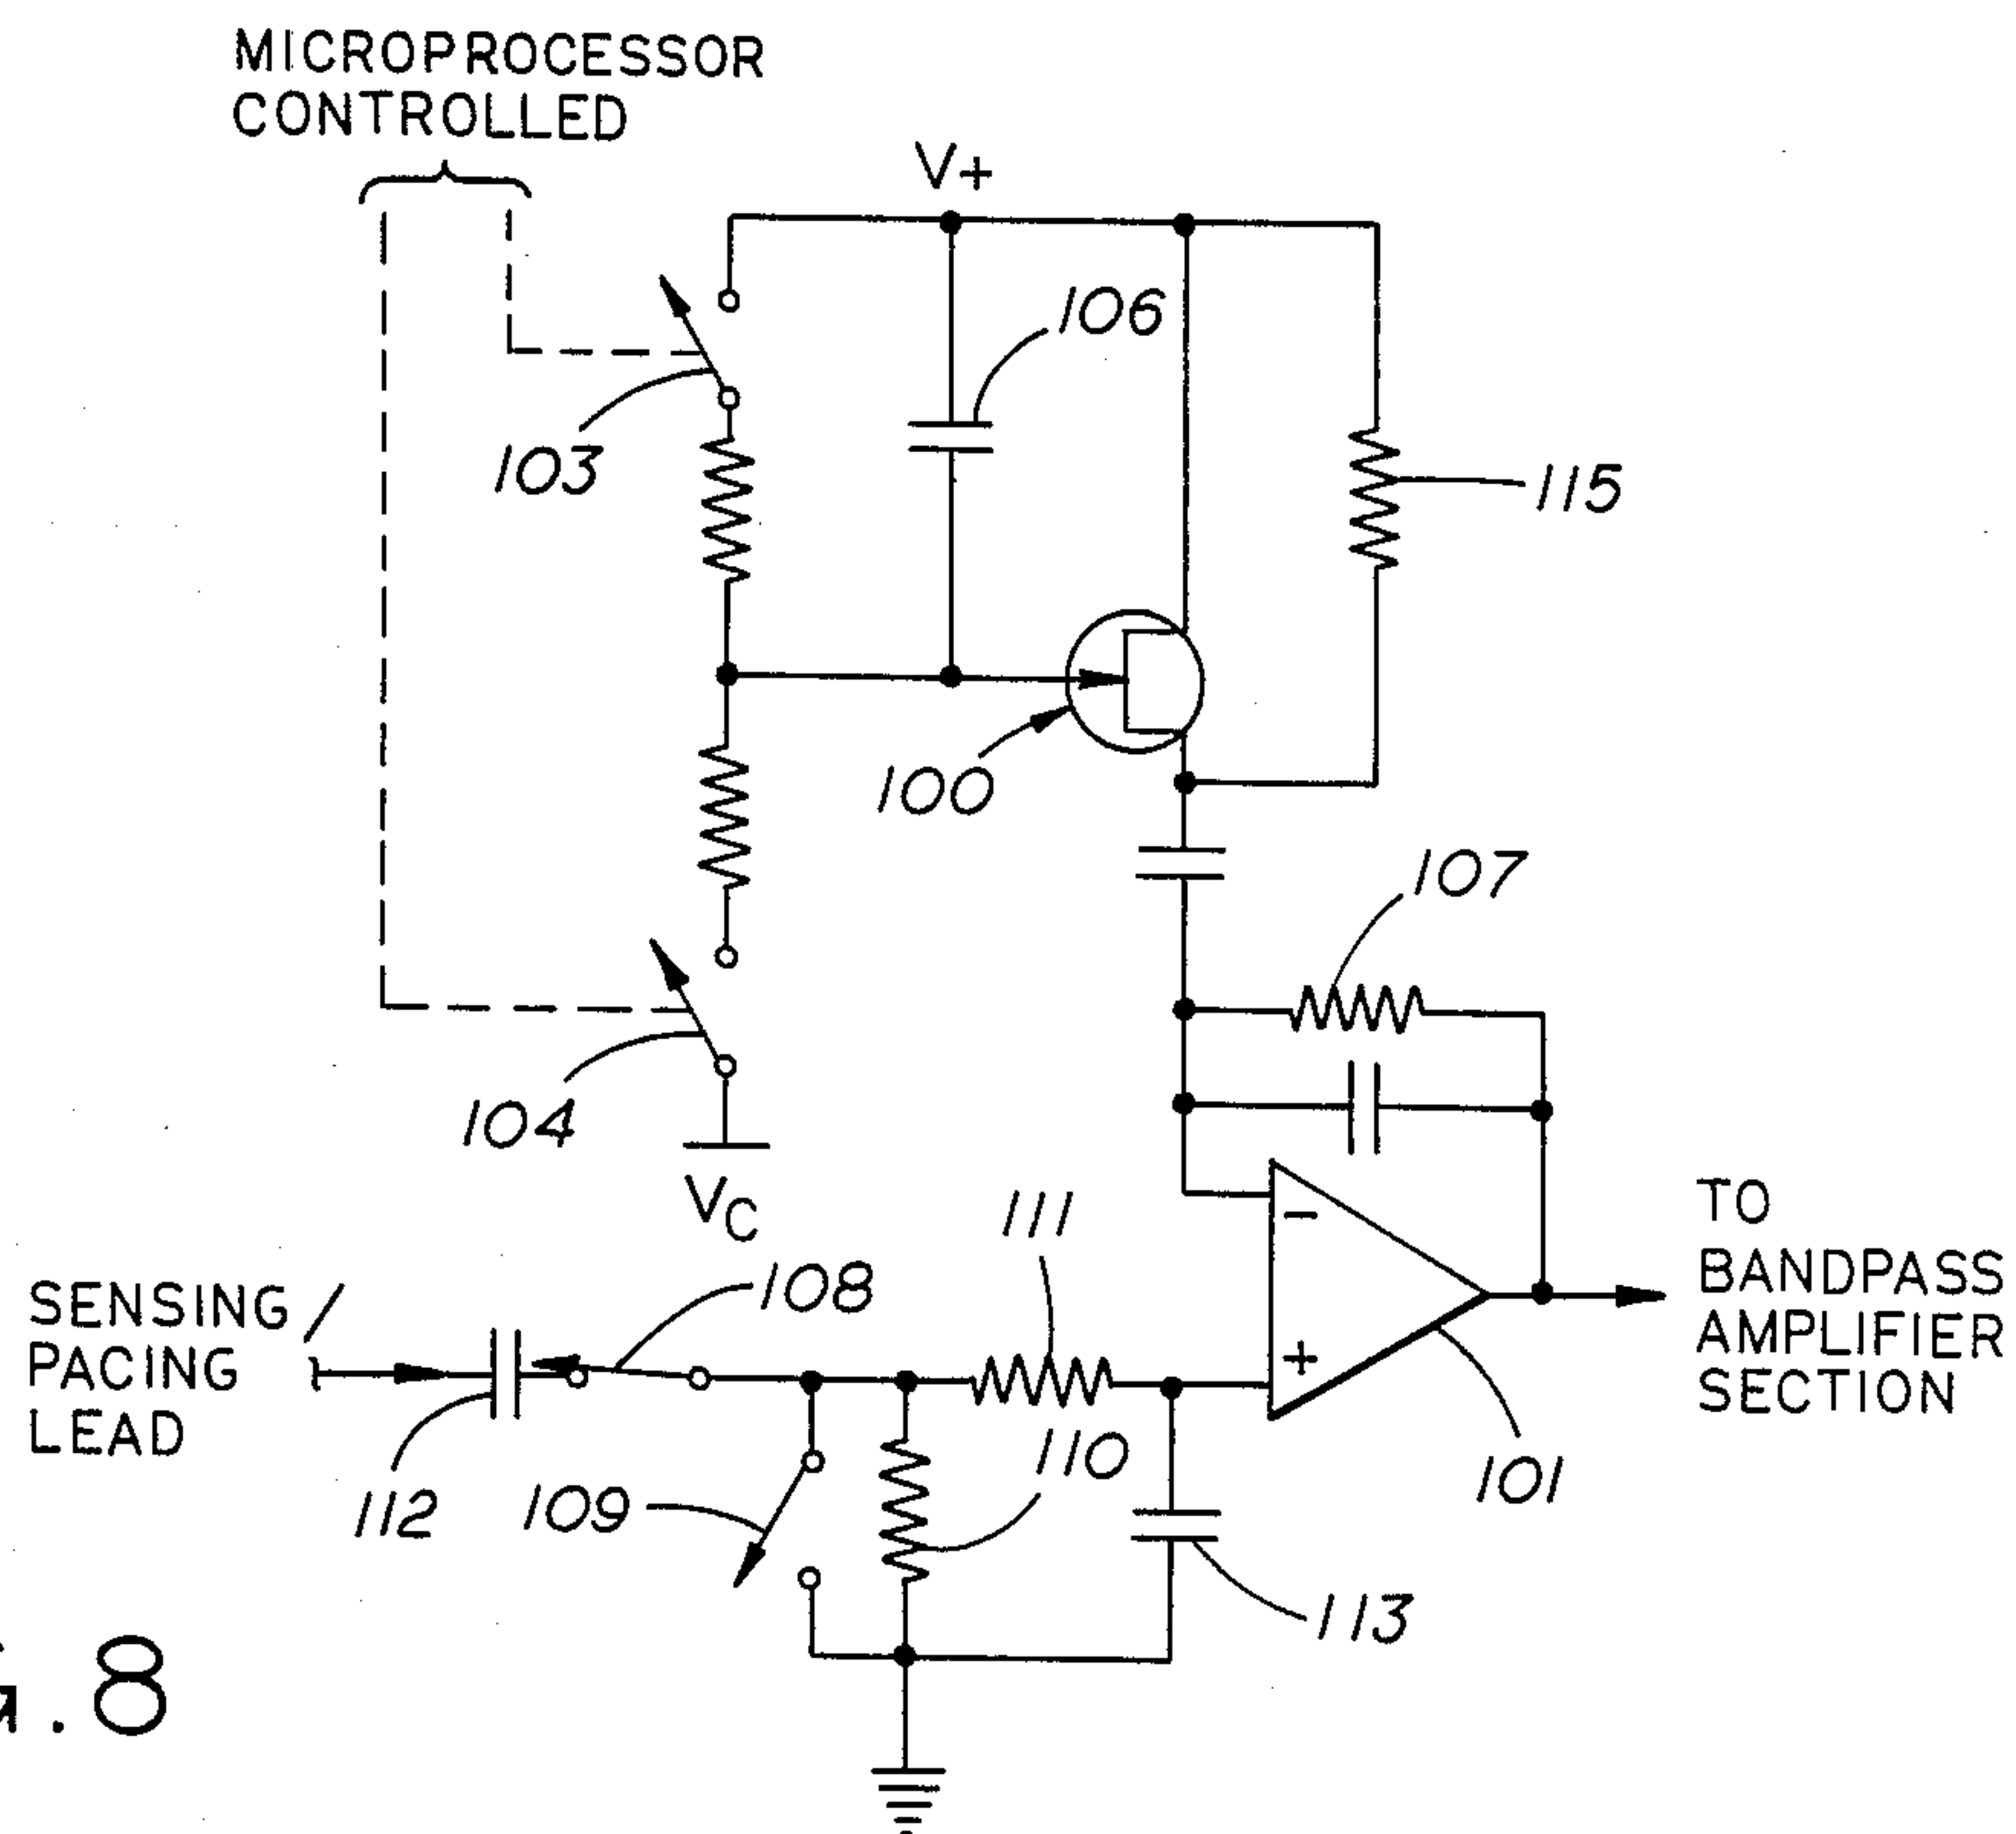 MICROPROCESSOR
CONTROLLED
V+
106
103
115
100
107
104
VC
111
108
SENSING/
PACING
LEAD
TO
BANDPASS
AMPLIFIER
SECTION
-
+
112
109
110
101
113
G.8